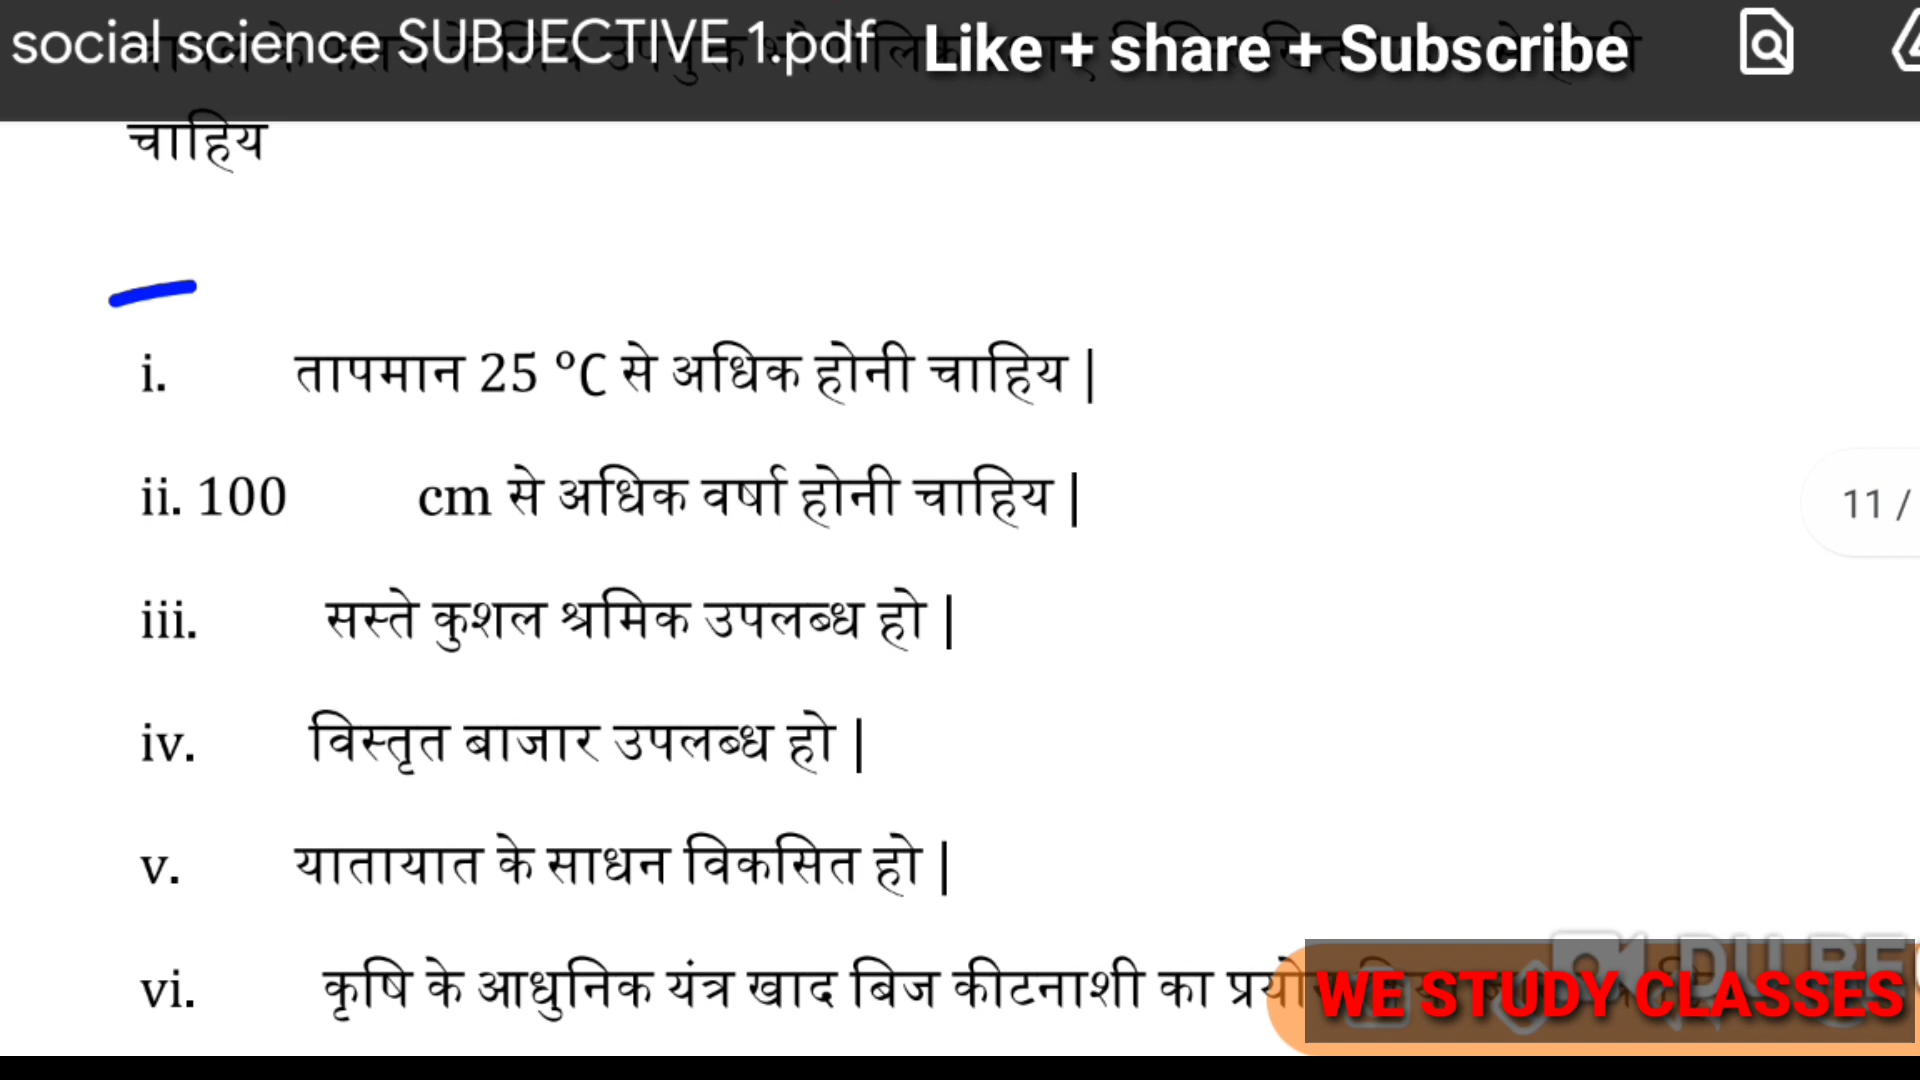 social science SUBJECTIVE 1.pdf Like + share + Subscribe
चाहिय
i. तापमान 25 °C से अधिक होनी चाहिय |
ii. 100 cm से अधिक वर्षा होनी चाहिय |
11 /
iii. सस्ते कुशल श्रमिक उपलब्ध हो |
iv. विस्तृत बाजार उपलब्ध हो |
v. यातायात के साधन विकसित हो |
vi. कृषि के आधुनिक यंत्र खाद बिज कीटनाशी का
WE STUDY CLASSES